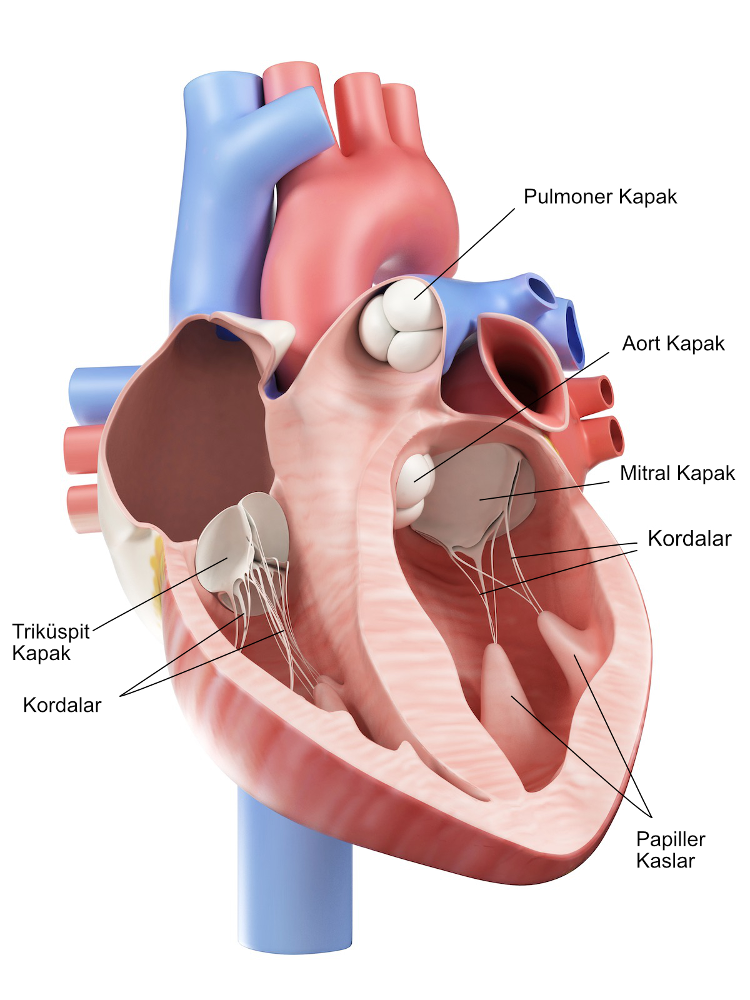 Pulmoner Kapak
Aort Kapak
Mitral Kapak
Kordalar
Triküspit
Kapak
Kordalar
Papiller
Kaslar